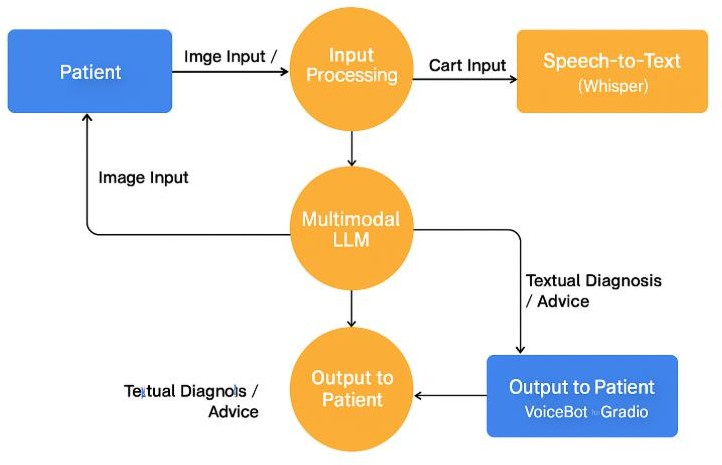 Patient
Imge Input /
Input
Processing
Cart Input
Speech-to-Text
(Whisper)
Image Input
Multimodal
LLM
Textual Diagnosis
/ Advice
Output to
Patient
Output to Patient
VoiceBot Gradio
Advice